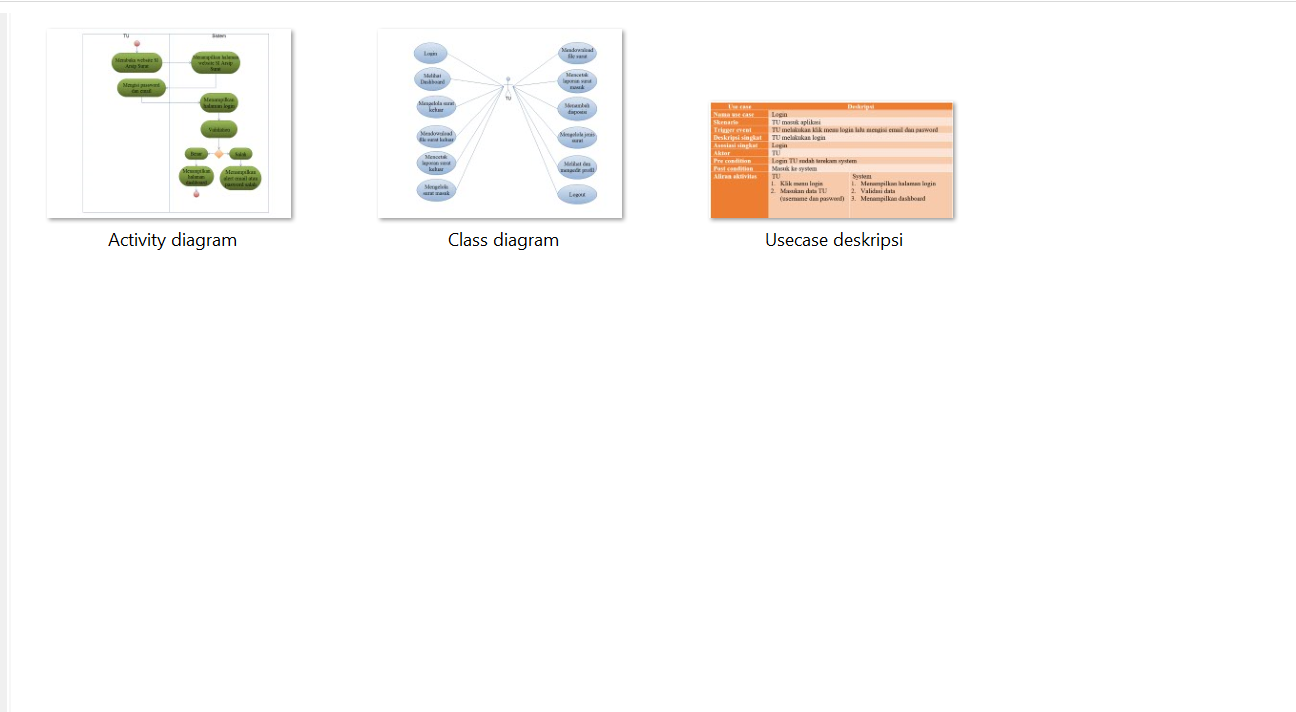 TU
Sistem
Membuka website SI
Arsip Surat
Menampilkan halaman
website SI Arsip
Surat
Mengisi password
dan email
Menampilkan
halaman login
Validation
Benar
Salah
Menampilkan
halaman
dashboard
Menampilkan
alert email atau
password salah
Activity diagram
Login
Melihat
Dashboard
Mengelola surat
keluar
Mendownload
file surat keluar
Mencetak
laporan surat
keluar
Mengelola
surat masuk
TU
Mendownload
file surat
Mencetak
laporan surat
masuk
Menambah
disposisi
Mengelola jenis
surat
Melihat dan
mengedit profil
Logout
Class diagram
Use case Deskripsi
Nama use case Login
Skenario TU masuk aplikasi
Trigger event TU melakukan klik menu login lalu mengisi email dan pasword
Deskripsi singkat TU melakukan login
Asosiasi singkat Login
Aktor TU
Pre condition Login TU sudah terekam system
Post condition Masuk ke system
Aliran aktivitas TU System
1. Klik menu login 1. Menampilkan halaman login
2. Masukan data TU 2. Validasi data
(username dan pasword) 3. Menampilkan dashboard
Usecase deskripsi